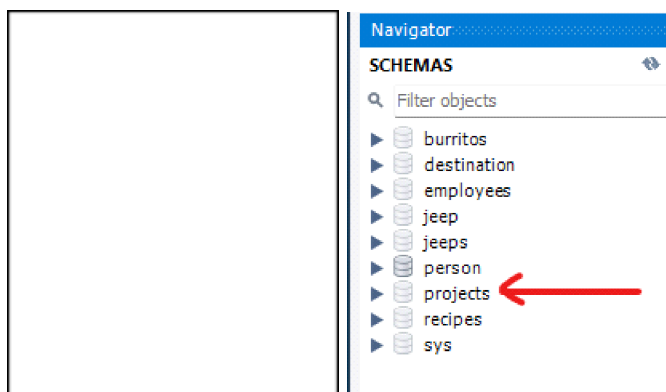 Navigator
SCHEMAS
Filter objects
burritos
destination
employees
jeep
jeeps
person
projects
recipes
sys